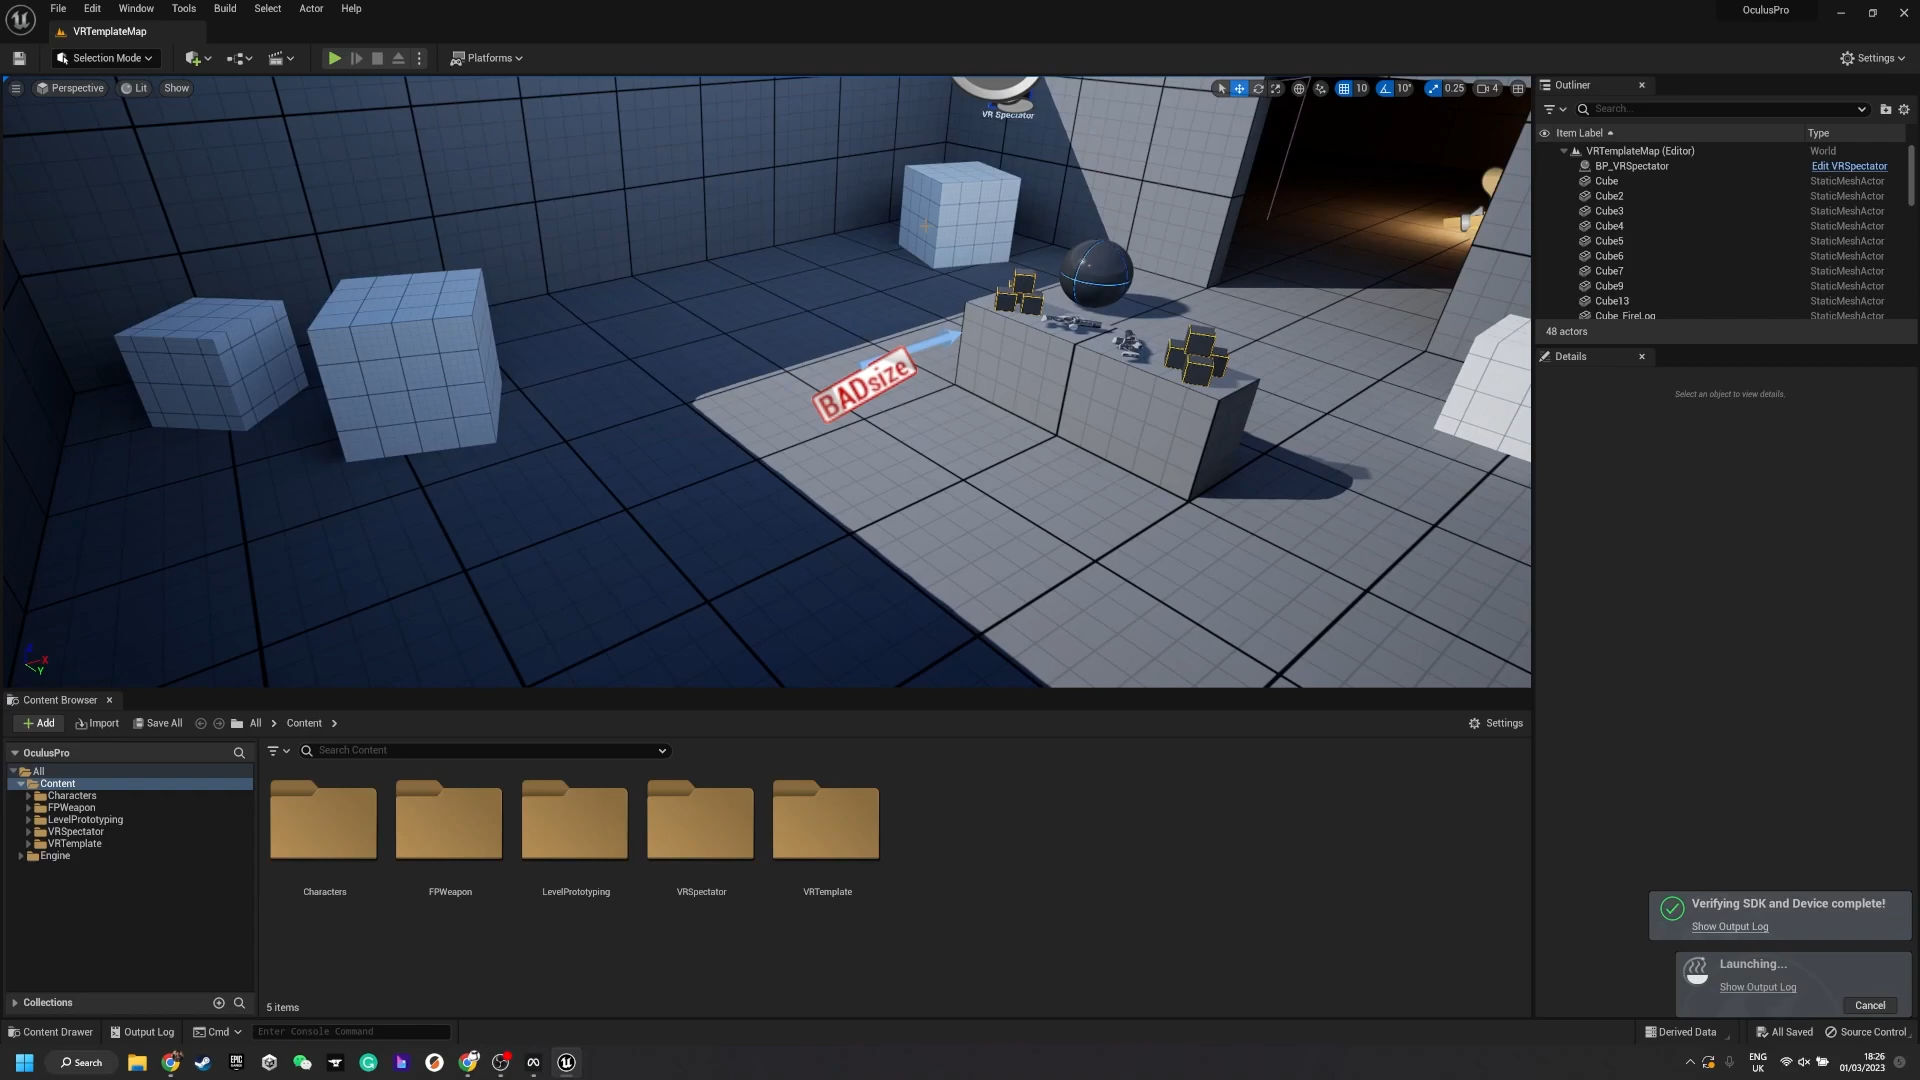 File Edit Window Tools Build Select Actor Help
OculusPro
VRTemplateMap
Selection Mode
Platforms
Settings
Perspective
Lit
Show
10
10°
0.25
4
VR Spectator
BADsize
Outliner
Search...
Item Label
Type
VRTemplateMap (Editor)
World
BP_VRSpectator
Edit VRSpectator
Cube
StaticMeshActor
Cube2
StaticMeshActor
Cube3
StaticMeshActor
Cube4
StaticMeshActor
Cube5
StaticMeshActor
Cube6
StaticMeshActor
Cube7
StaticMeshActor
Cube9
StaticMeshActor
Cube13
StaticMeshActor
Cube_FireLog
StaticMeshActor
48 actors
Details
Select an object to view details.
Content Browser
Add
Import
Save All
All
Content
Settings
OculusPro
Search Content
All
Content
Characters
FPWeapon
LevelPrototyping
VRSpectator
VRTemplate
Engine
Characters
FPWeapon
LevelPrototyping
VRSpectator
VRTemplate
Verifying SDK and Device complete!
Show Output Log
Launching...
Show Output Log
Cancel
Collections
5 items
Content Drawer
Output Log
Cmd
Enter Console Command
Derived Data
All Saved
Source Control
Search
EPIC
ENG
UK
18:26
01/03/2023